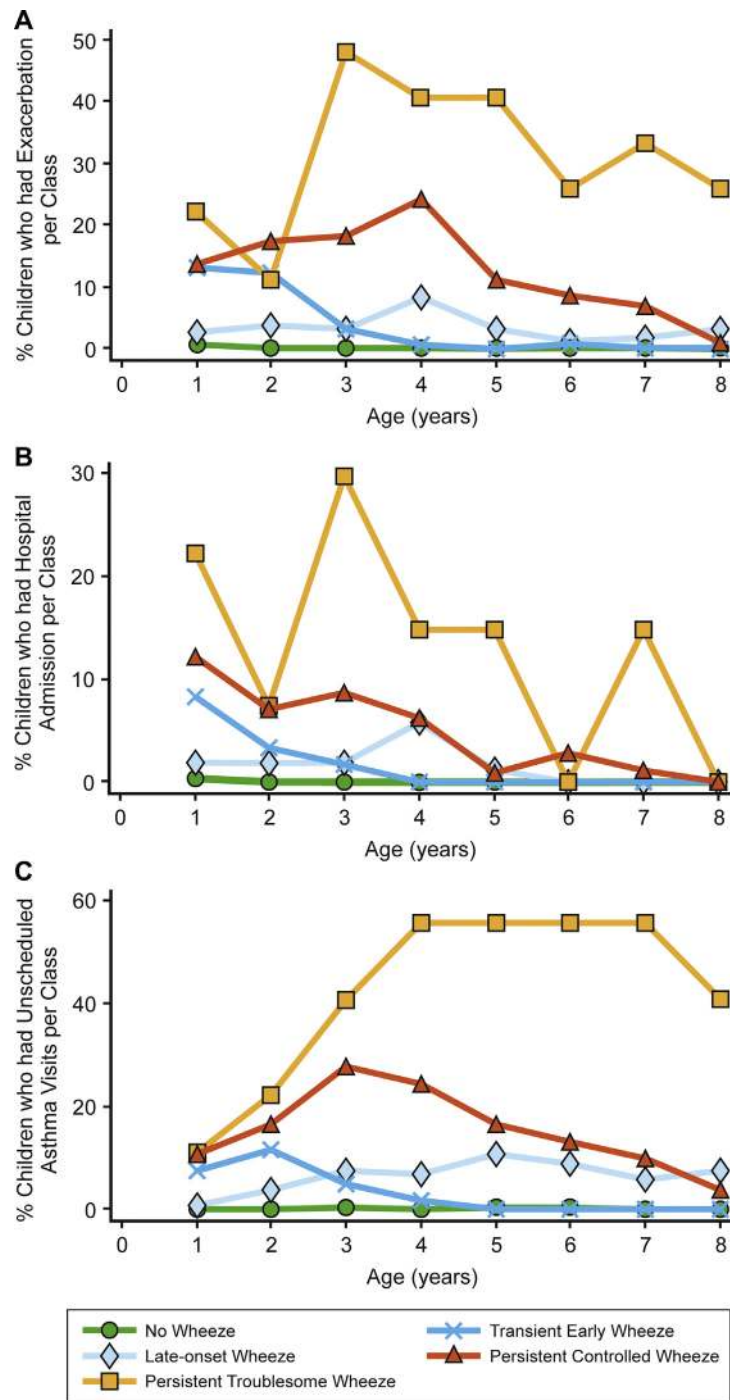 A
% Children who had Exacerbation
per Class
50
40
30
20
10
0
0 1 2 3 4 5 6 7 8
Age (years)
B
% Children who had Hospital
Admission per Class
30
20
10
0
0 1 2 3 4 5 6 7 8
Age (years)
C
% Children who had Unscheduled
Asthma Visits per Class
60
40
20
0
0 1 2 3 4 5 6 7 8
Age (years)
No Wheeze
Transient Early Wheeze
Late-onset Wheeze
Persistent Controlled Wheeze
Persistent Troublesome Wheeze